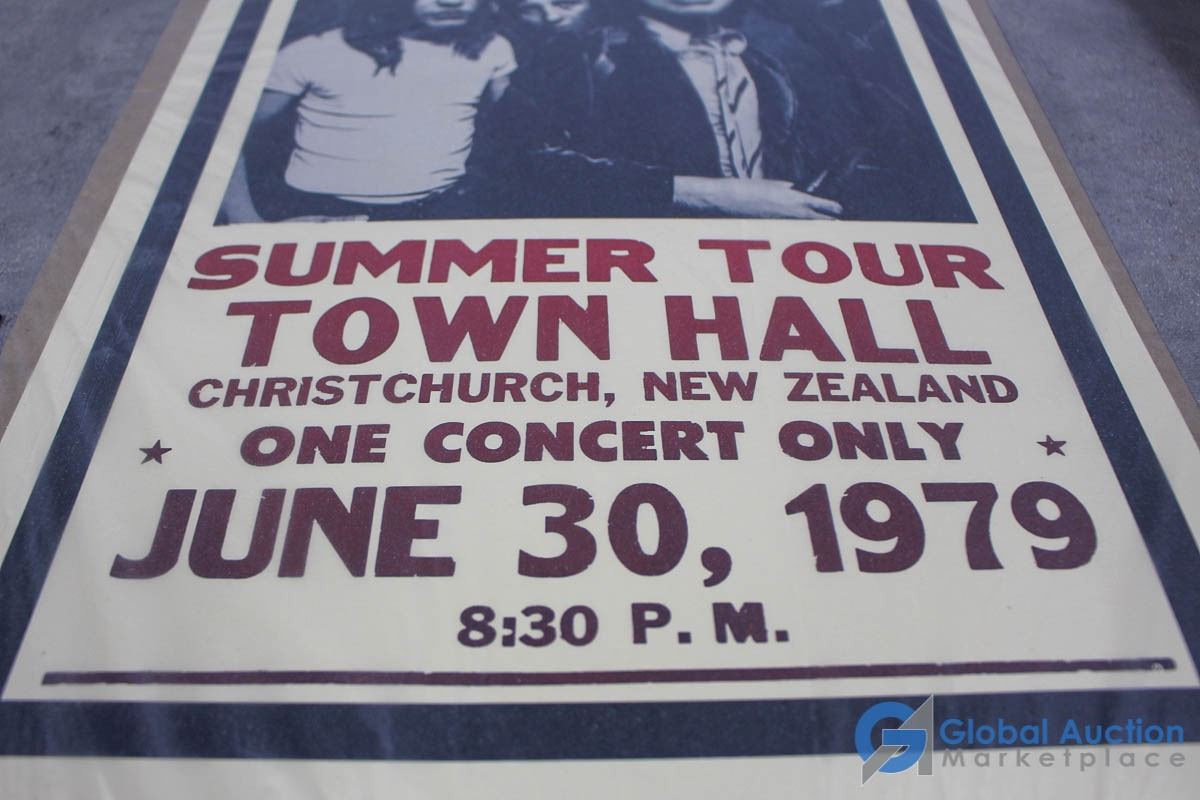 SUMMER TOUR
TOWN HALL
CHRISTCHURCH, NEW ZEALAND
★ ONE CONCERT ONLY ★
JUNE 30, 1979
8:30 P. M.
Global Auction
Marketplace